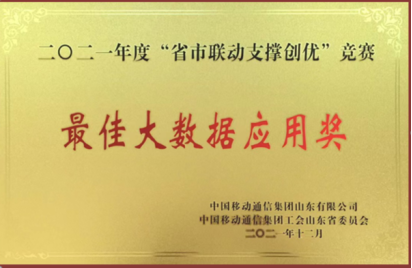 二〇二一年度“省市联动支撑创优”竞赛
最佳大数据应用奖
中国移动通信集团山东有限公司
中国移动通信集团工会山东省委员会
二〇二一年十二月